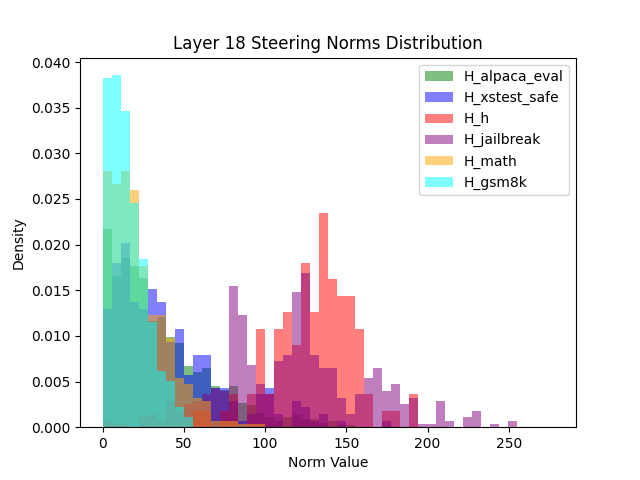 Layer 18 Steering Norms Distribution
0.040
0.035
0.030
0.025
0.020
0.015
0.010
0.005
0.000
Density
H_alpaca_eval
H_xstest_safe
H_h
H_jailbreak
H_math
H_gsm8k
0 50 100 150 200 250
Norm Value